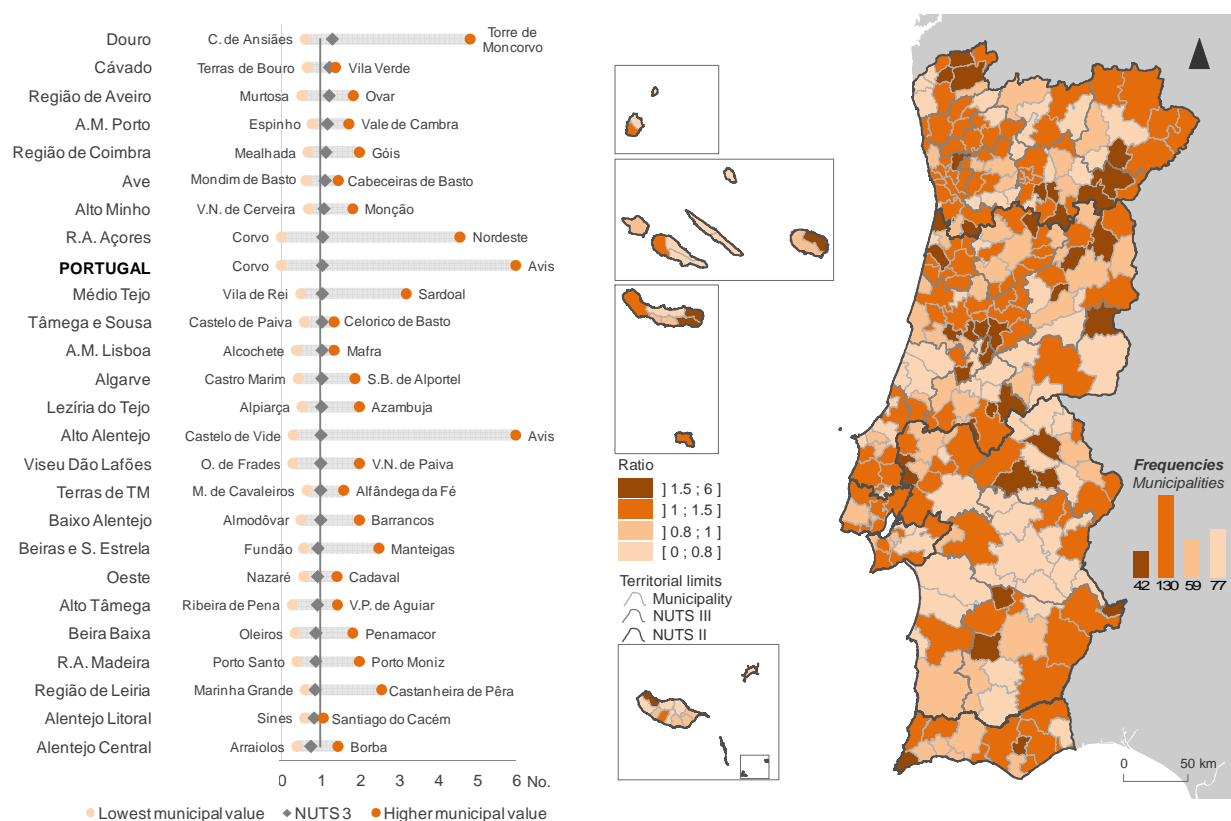 Douro C. de Ansiães Torre de Moncorvo
Cávado Terras de Bouro Vila Verde
Região de Aveiro Murtosa Ovar
A.M. Porto Espinho Vale de Cambra
Região de Coimbra Mealhada Góis
Ave Mondim de Basto Cabeceiras de Basto
Alto Minho V.N. de Cerveira Monção
R.A. Açores Corvo Nordeste
PORTUGAL Corvo Avis
Médio Tejo Vila de Rei Sardoal
Tâmega e Sousa Castelo de Paiva Celorico de Basto
A.M. Lisboa Alcochete Mafra
Algarve Castro Marim S.B. de Alportel
Lezíria do Tejo Alpiarça Azambuja
Alto Alentejo Castelo de Vide Avis
Viseu Dão Lafões O. de Frades V.N. de Paiva
Terras de TM M. de Cavaleiros Alfândega da Fé
Baixo Alentejo Almodôvar Barrancos
Beiras e S. Estrela Fundão Manteigas
Oeste Nazaré Cadaval
Alto Tâmega Ribeira de Pena V.P. de Aguiar
Beira Baixa Oleiros Penamacor
R.A. Madeira Porto Santo Porto Moniz
Região de Leiria Marinha Grande Castanheira de Pêra
Alentejo Litoral Sines Santiago do Cacém
Alentejo Central Arraiolos Borba
0 1 2 3 4 5 6 No.
Lowest municipal value NUTS 3 Higher municipal value
Ratio
] 1.5 ; 6 ]
] 1 ; 1.5 ]
] 0.8 ; 1 ]
[ 0 ; 0.8 ]
Territorial limits
Municipality
NUTS III
NUTS II
Frequencies
Municipalities
42 130 59 77
0 50 km